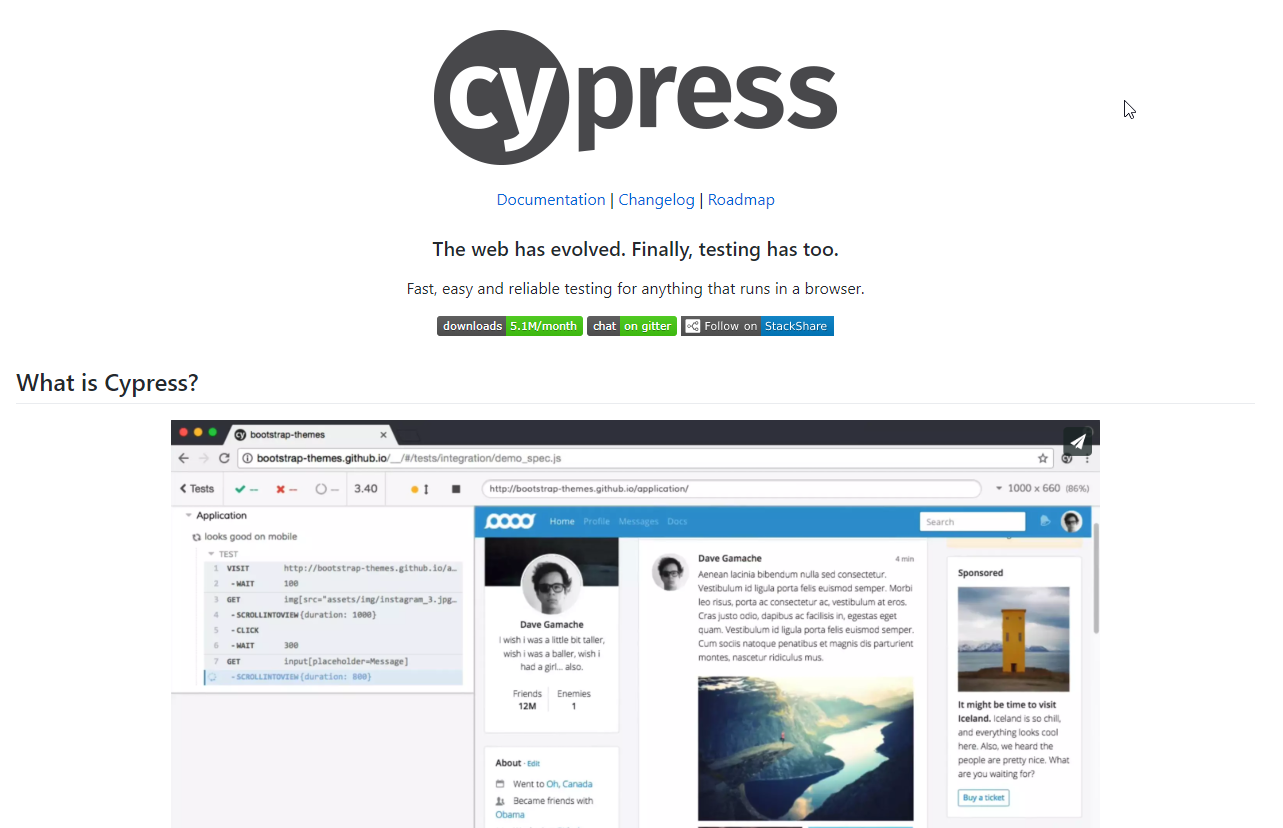 cypress
Documentation | Changelog | Roadmap
The web has evolved. Finally, testing has too.
Fast, easy and reliable testing for anything that runs in a browser.
downloads 5.1M/month chat on gitter Follow on StackShare
What is Cypress?
cy bootstrap-themes
bootstrap-themes.github.io/__/#/tests/integration/demo_spec.js
Tests -- -- -- 3.40 http://bootstrap-themes.github.io/application/ 1000 x 660 (86%)
Application
looks good on mobile
TEST
1 VISIT http://bootstrap-themes.github.io/a…
2 - WAIT 100
3 GET img[src="assets/img/instagram_3.jpg…
4 - SCROLLINTOVIEW {duration: 1000}
5 - CLICK
6 - WAIT 300
7 GET input[placeholder=Message]
- SCROLLINTOVIEW {duration: 800}
Home Profile Messages Docs Search
Dave Gamache
I wish i was a little bit taller,
wish i was a baller, wish i
had a girl… also.
Friends Enemies
12M 1
About · Edit
Went to Oh, Canada
Became friends with
Obama
Dave Gamache 4 min
Aenean lacinia bibendum nulla sed consectetur.
Vestibulum id ligula porta felis euismod semper. Morbi
leo risus, porta ac consectetur ac, vestibulum at eros.
Cras justo odio, dapibus ac facilisis in, egestas eget
quam. Vestibulum id ligula porta felis euismod semper.
Cum sociis natoque penatibus et magnis dis parturient
montes, nascetur ridiculus mus.
Sponsored
It might be time to visit
Iceland. Iceland is so chill,
and everything looks cool
here. Also, we heard the
people are pretty nice. What
are you waiting for?
Buy a ticket